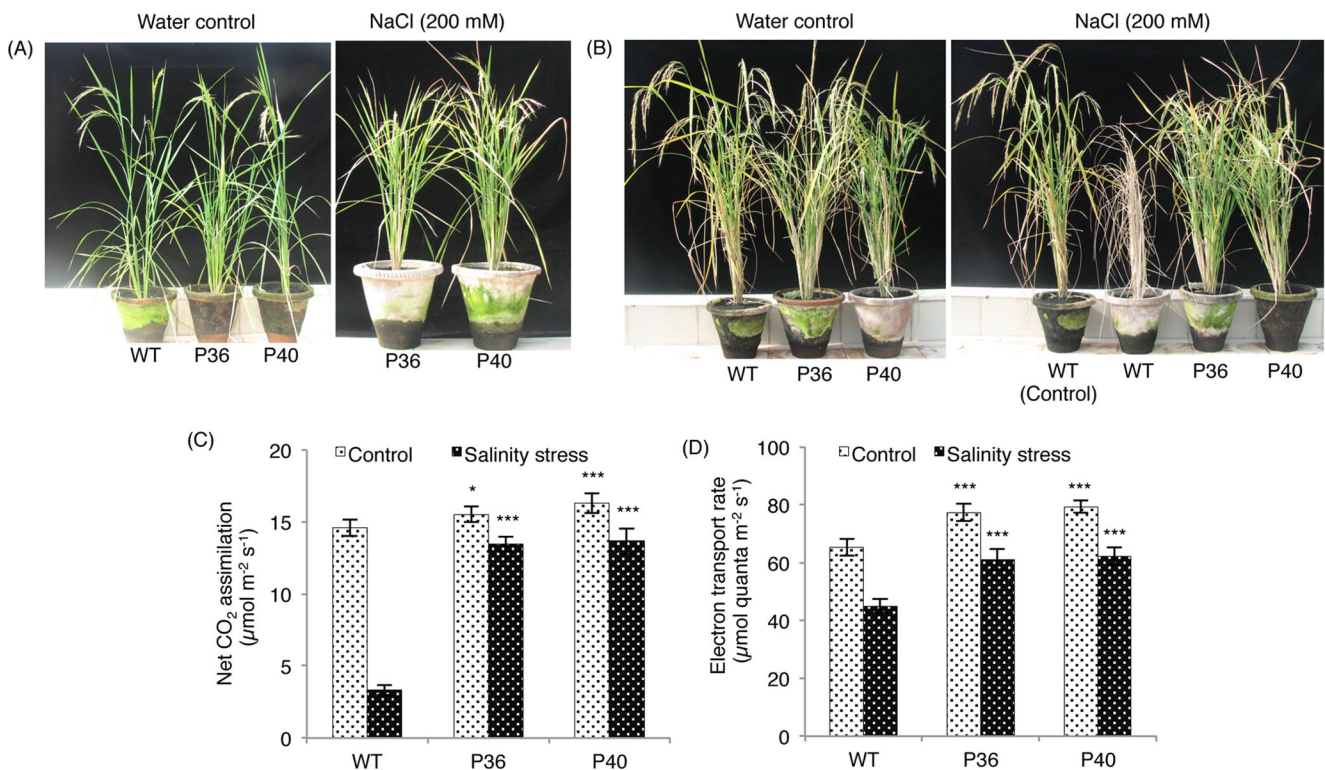 Water control
NaCl (200 mM)
(A)
WT
P36
P40
P36
P40
Water control
NaCl (200 mM)
(B)
WT
P36
P40
WT
(Control)
WT
P36
P40
(C)
Control
Salinity stress
Net CO₂ assimilation
(µmol m⁻² s⁻¹)
20
15
10
5
0
*
***
***
***
WT
P36
P40
(D)
Control
Salinity stress
Electron transport rate
(µmol quanta m⁻² s⁻¹)
100
80
60
40
60
0
***
***
***
***
WT
P36
P40